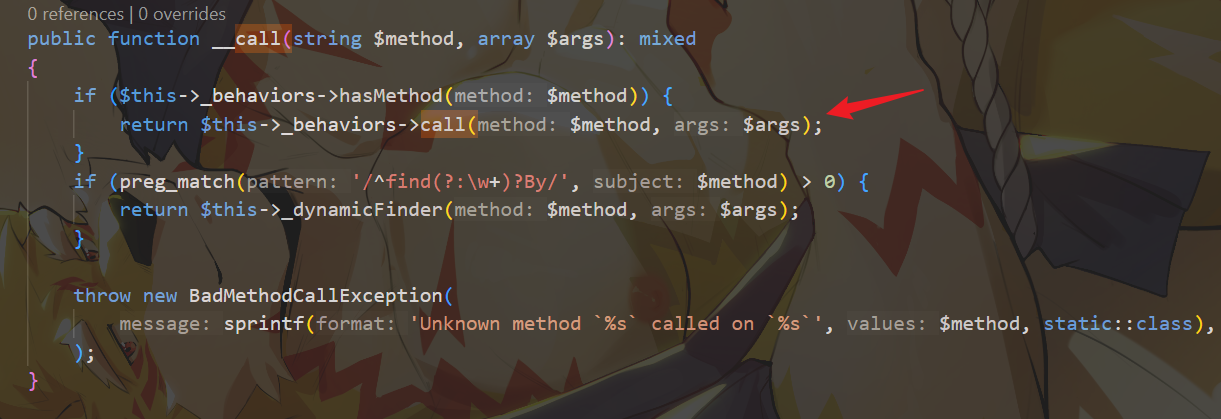 0 references | 0 overrides
public function __call(string $method, array $args): mixed
{
if ($this->_behaviors->hasMethod(method: $method)) {
return $this->_behaviors->call(method: $method, args: $args);
}
if (preg_match(pattern: '/^find(?:\w+)?By/', subject: $method) > 0) {
return $this->_dynamicFinder(method: $method, args: $args);
}
throw new BadMethodCallException(
message: sprintf(format: 'Unknown method `%s` called on `%s`', values: $method, static::class),
);
}